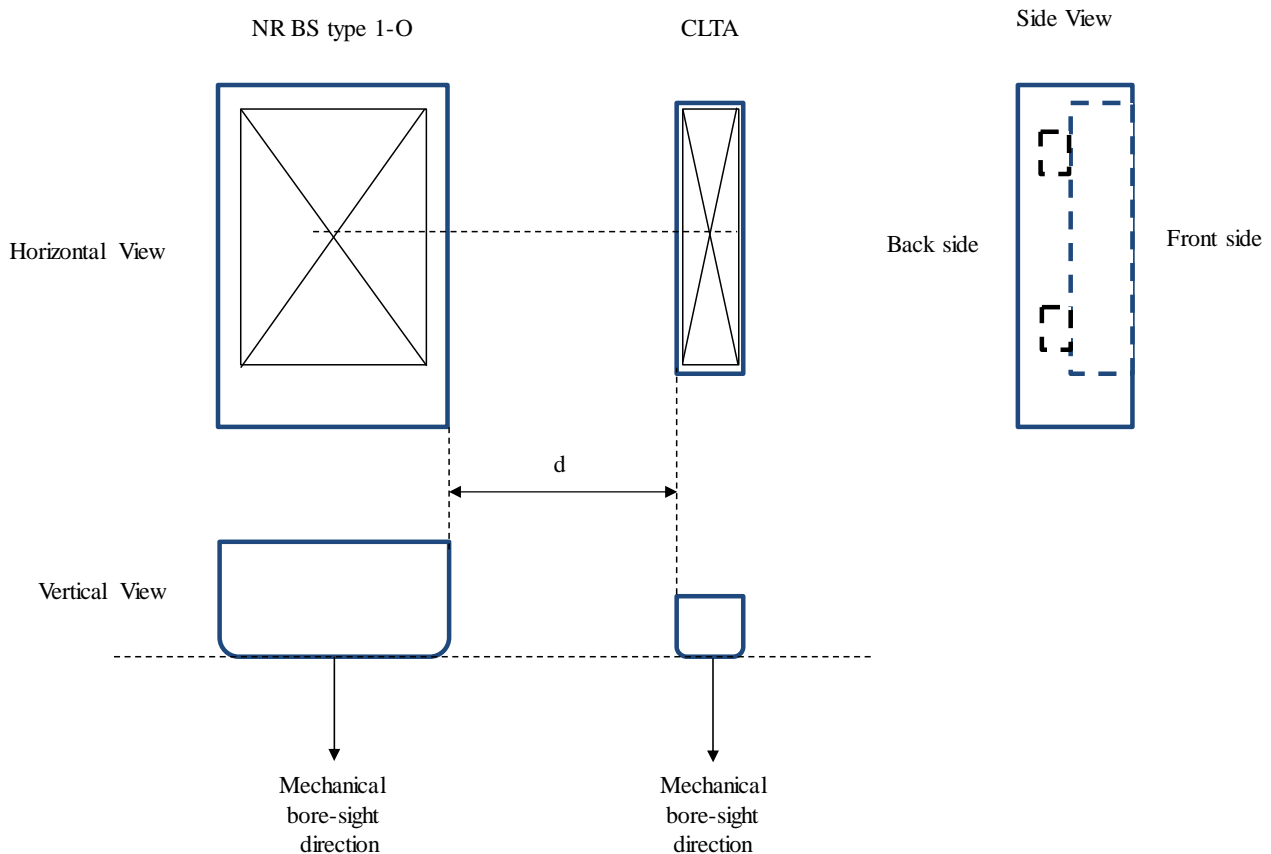 NR BS type 1-O
CLTA
Side View
Horizontal View
Back side
Front side
d
Vertical View
Mechanical
bore-sight
direction
Mechanical
bore-sight
direction